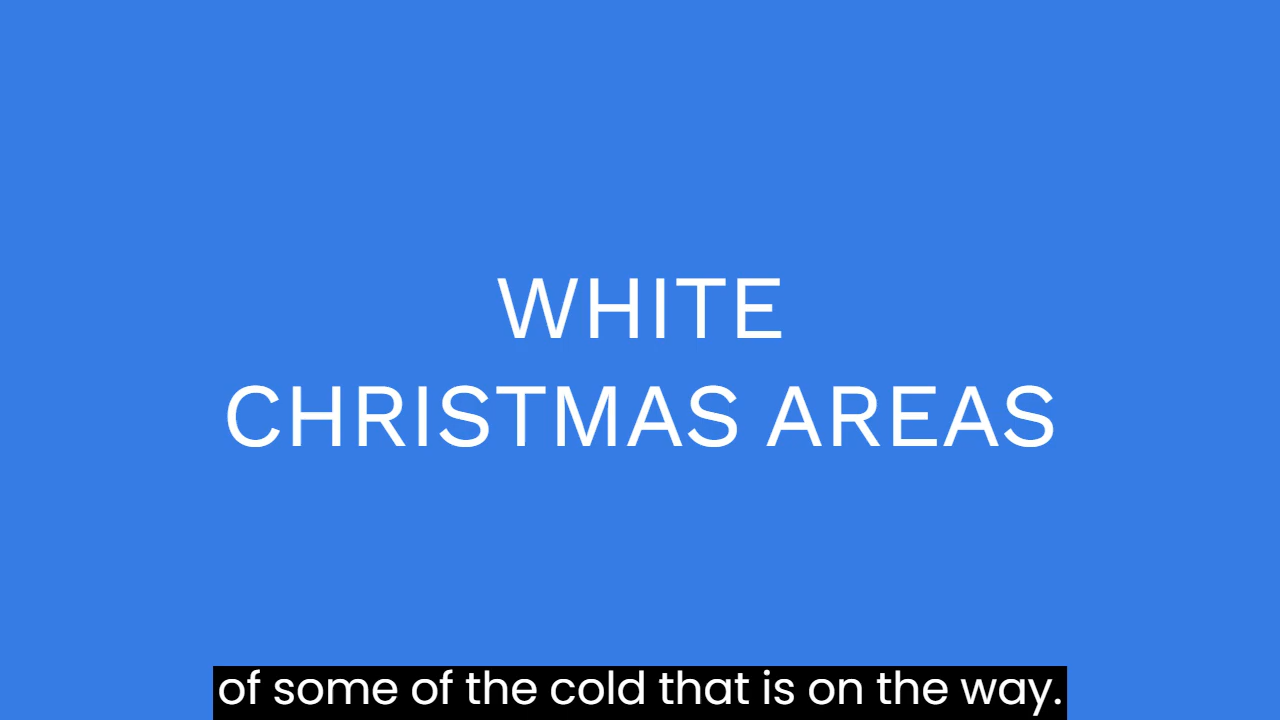 WHITE
CHRISTMAS AREAS
of some of the cold that is on the way.